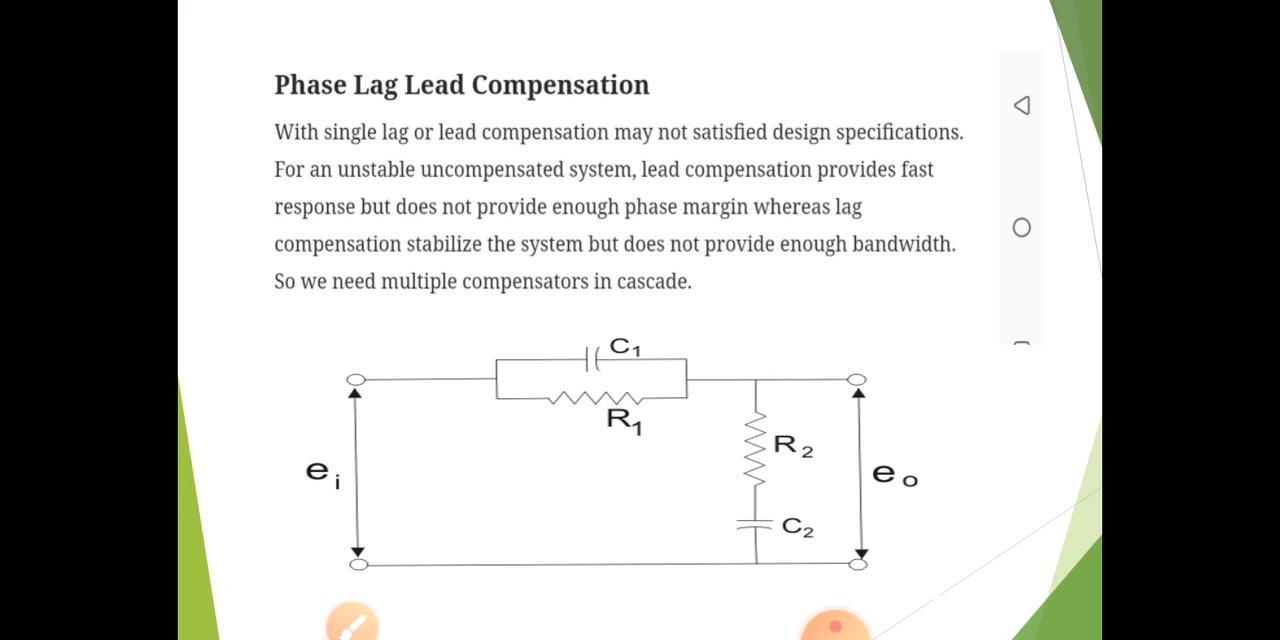 Phase Lag Lead Compensation
With single lag or lead compensation may not satisfied design specifications.
For an unstable uncompensated system, lead compensation provides fast
response but does not provide enough phase margin whereas lag
compensation stabilize the system but does not provide enough bandwidth.
So we need multiple compensators in cascade.
C1
R1
R2
ei
eo
C2